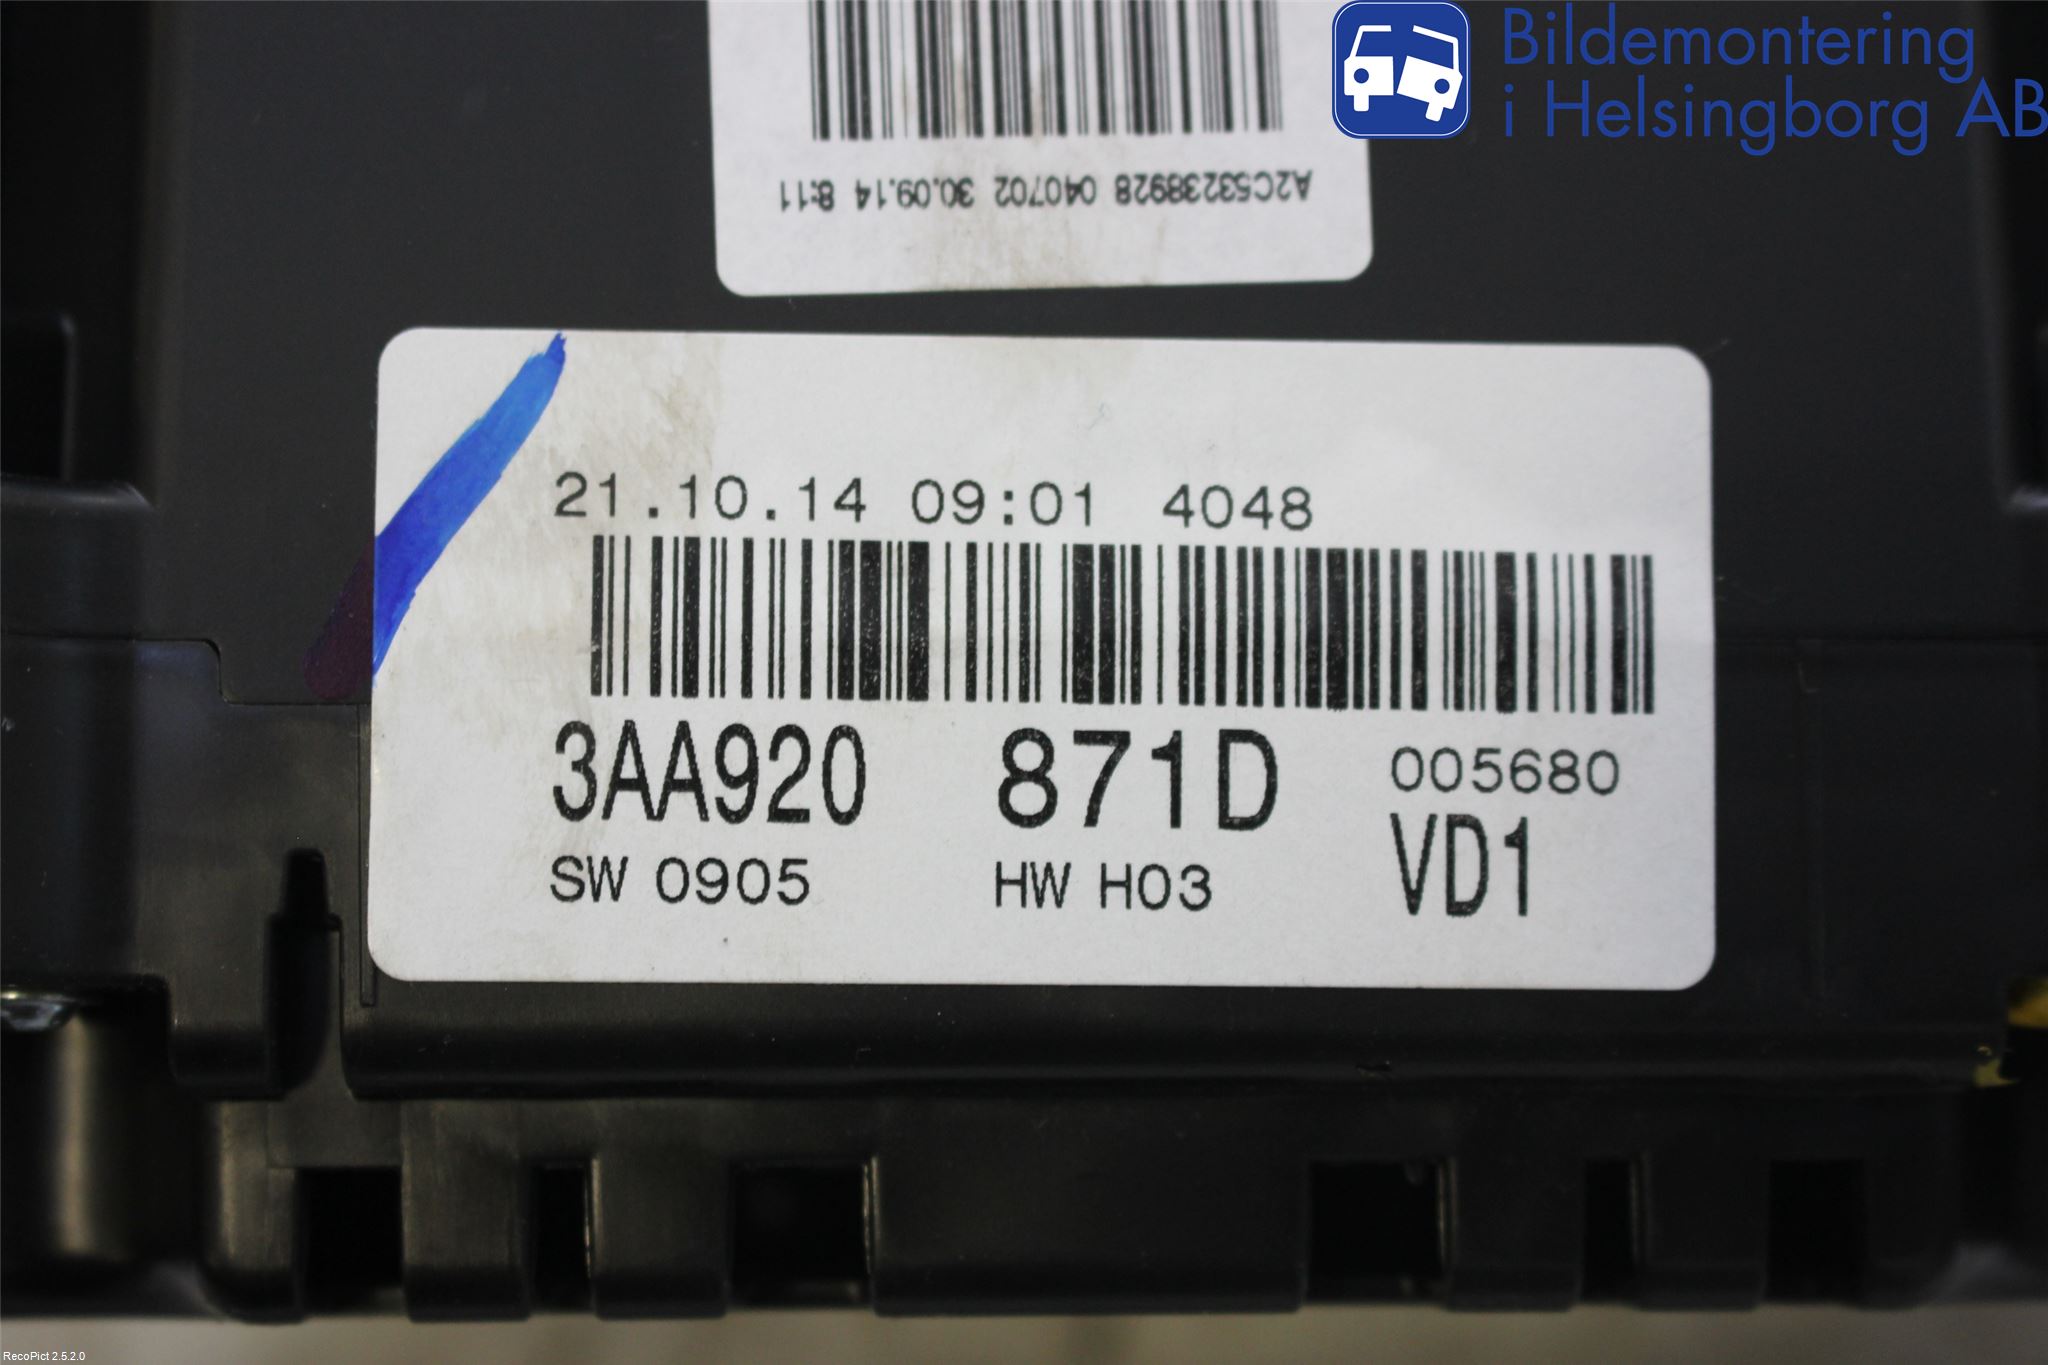 Bildemontering
i Helsingborg AB
A2C53238928 040702 30.09.14 8:11
21.10.14 09:01 4048
3AA920 871D 005680
SW 0905 HW H03 VD1
RecoPict 2.5.2.0